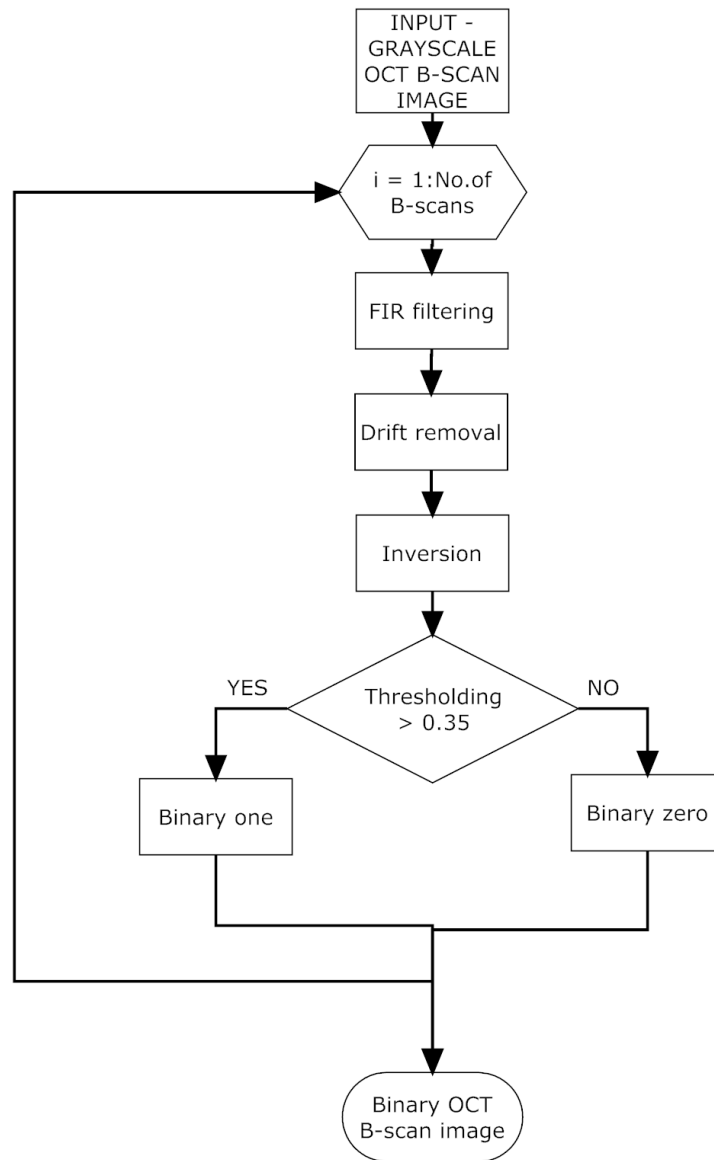 INPUT -
GRAYSCALE
OCT B-SCAN
IMAGE
i = 1:No.of
B-scans
FIR filtering
Drift removal
Inversion
Thresholding
> 0.35
YES
NO
Binary one
Binary zero
Binary OCT
B-scan image